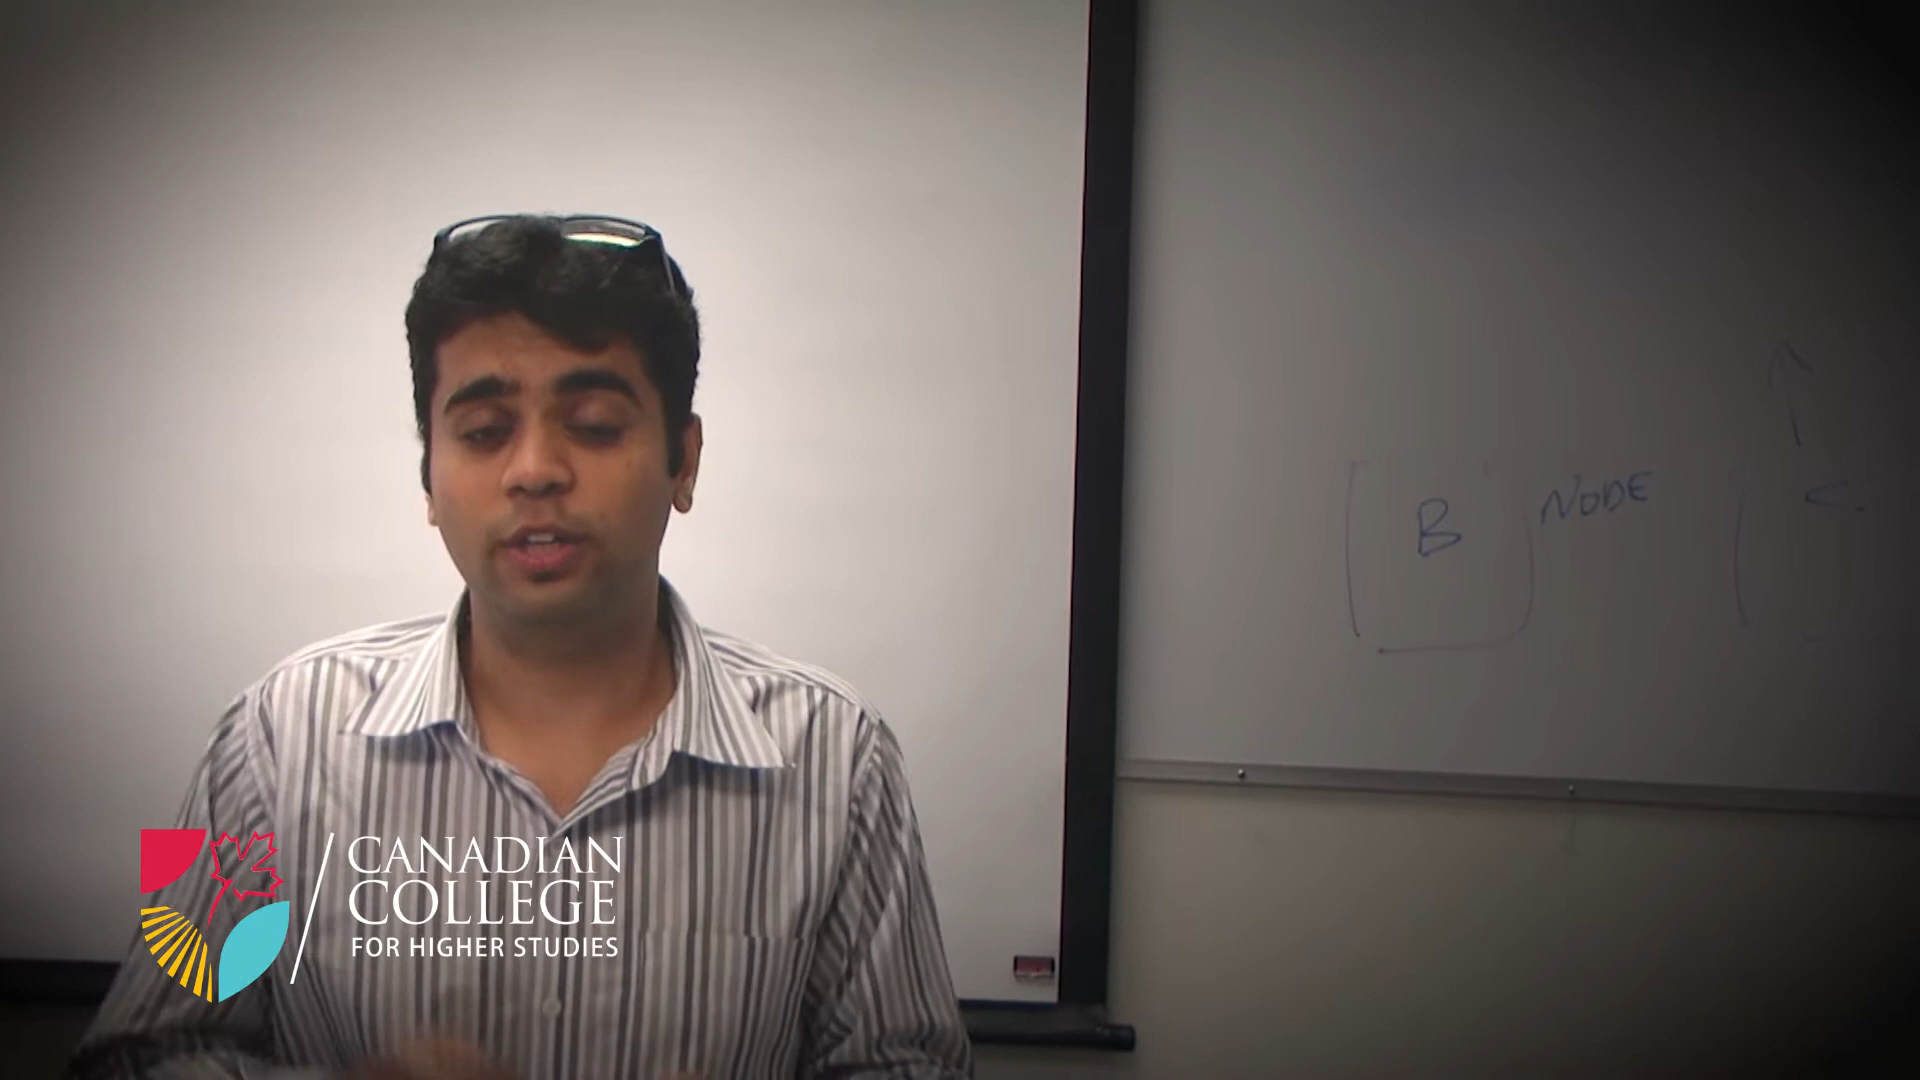 B NODE
CANADIAN
COLLEGE
FOR HIGHER STUDIES